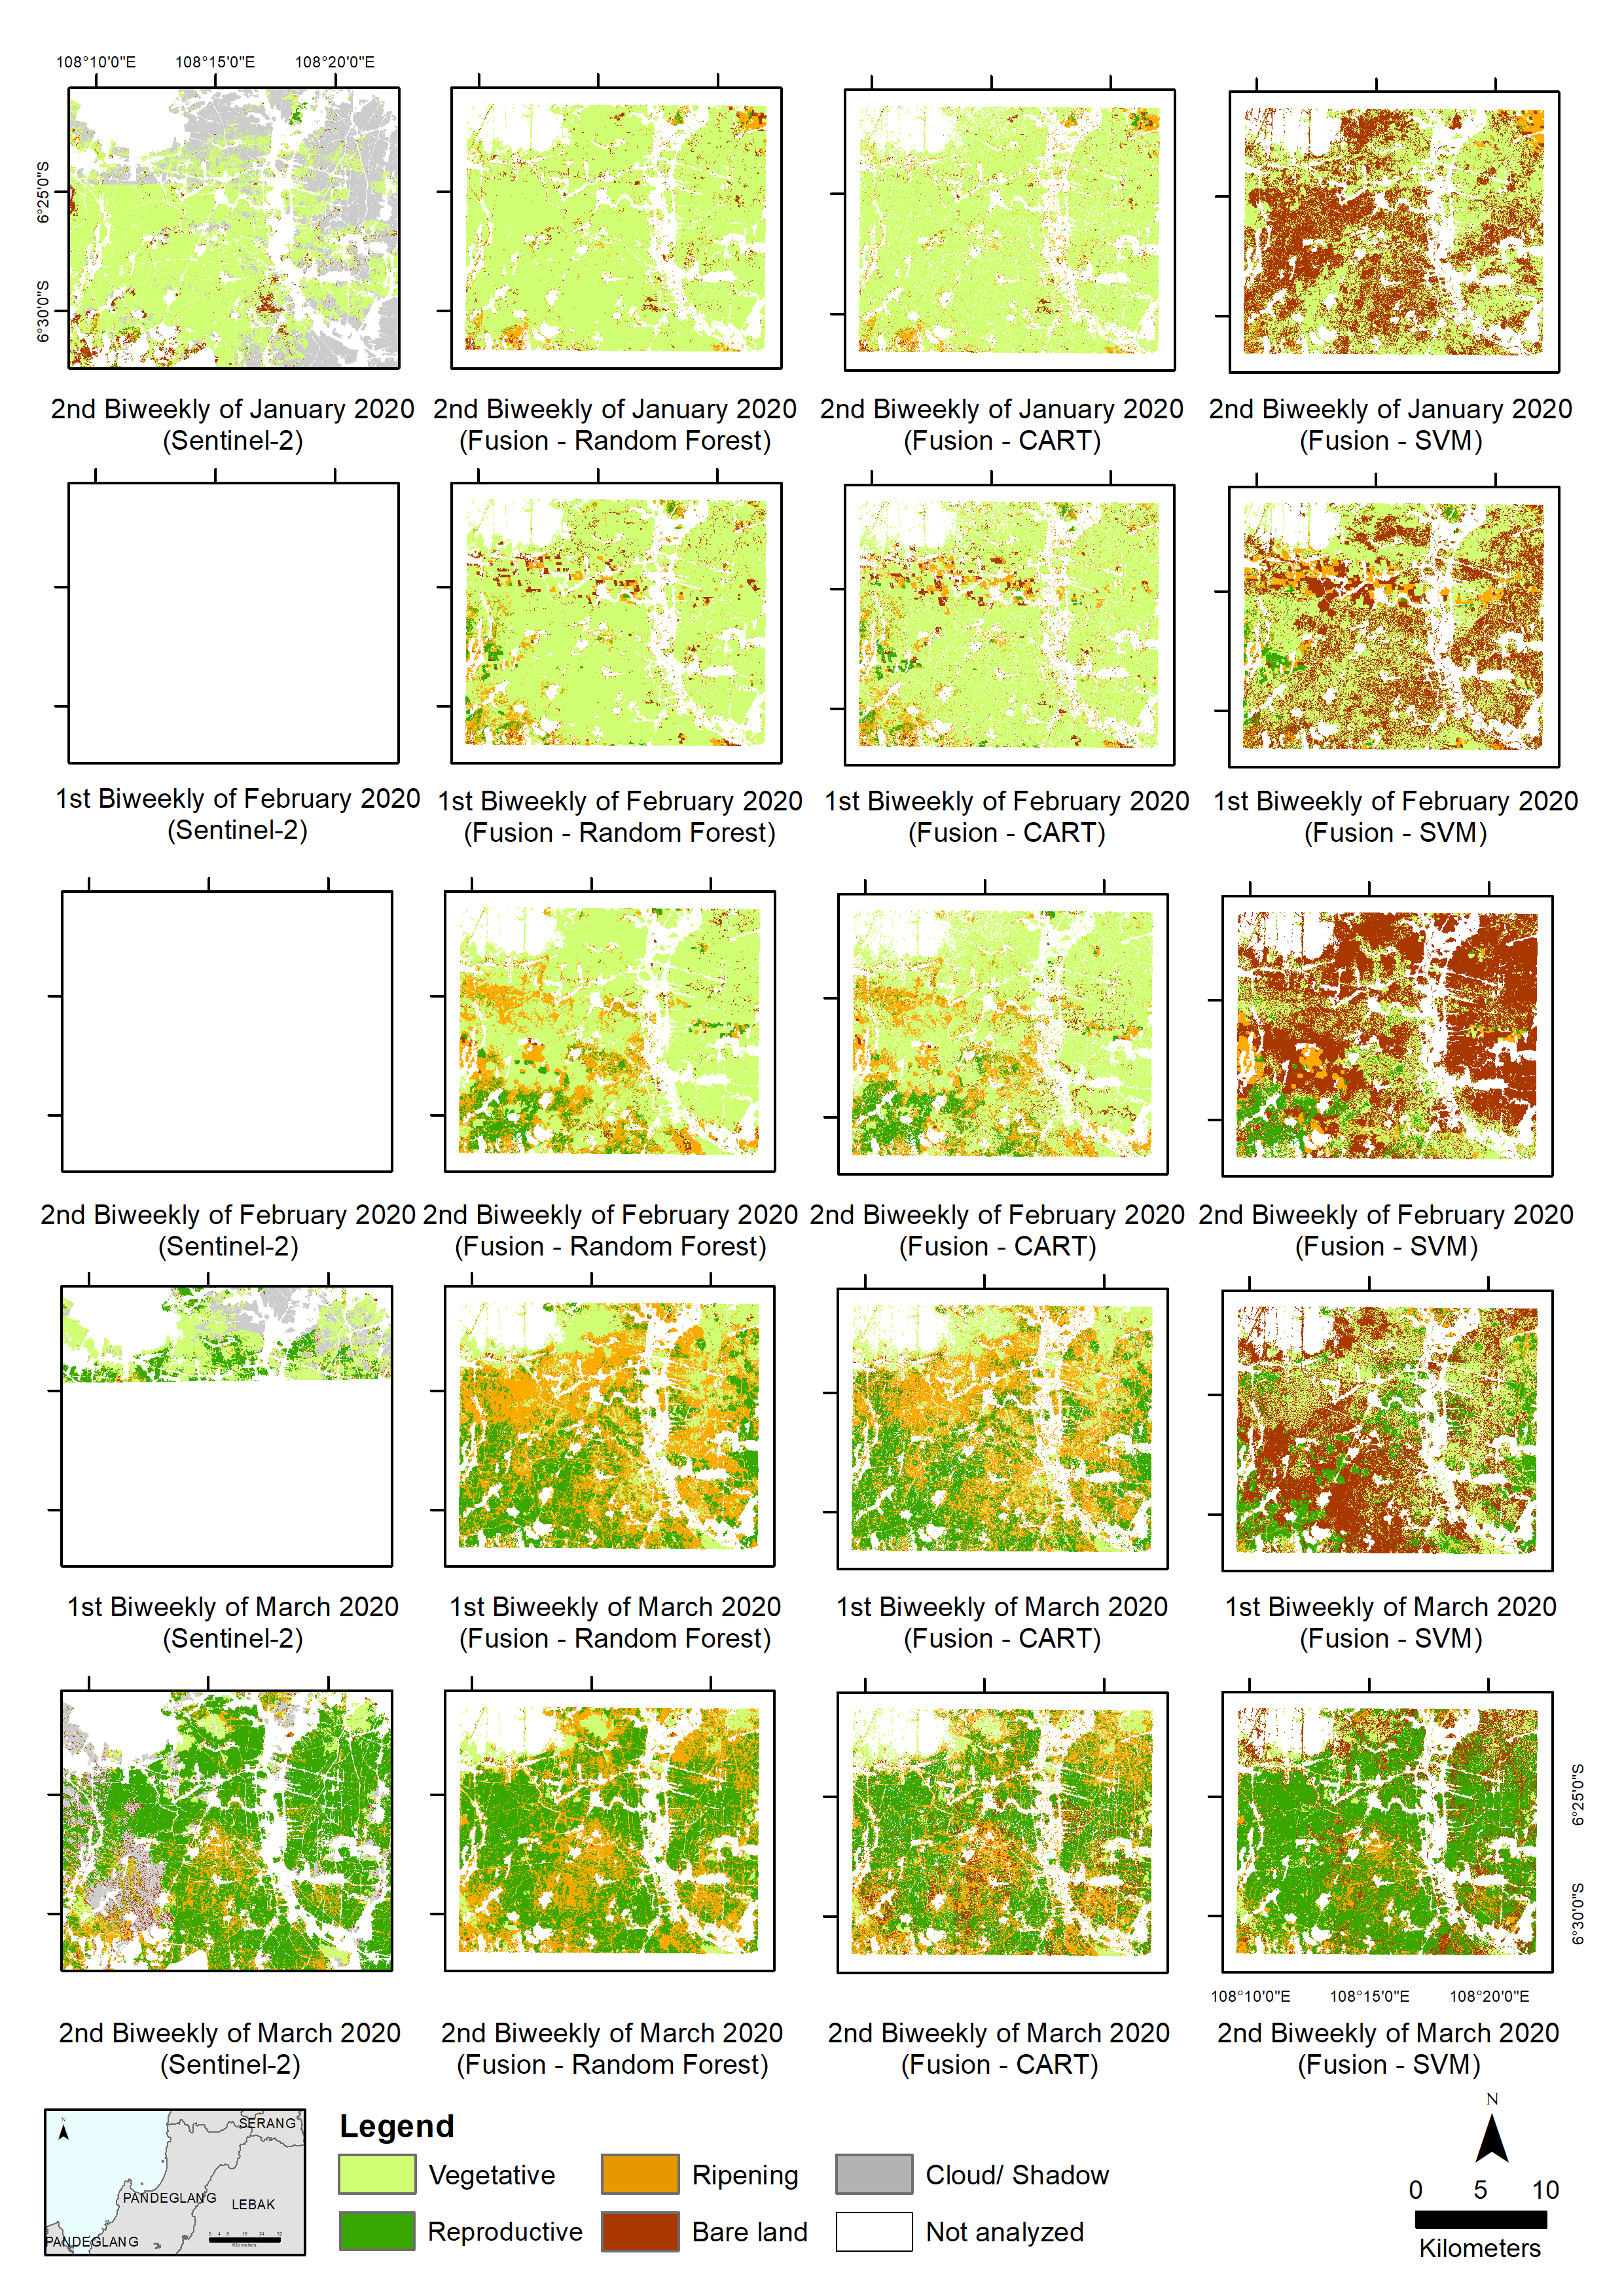 108°10'0"E 108°15'0"E 108°20'0"E
6°25'0"S
6°30'0"S
2nd Biweekly of January 2020
(Sentinel-2)
2nd Biweekly of January 2020
(Fusion - Random Forest)
2nd Biweekly of January 2020
(Fusion - CART)
2nd Biweekly of January 2020
(Fusion - SVM)
1st Biweekly of February 2020
(Sentinel-2)
1st Biweekly of February 2020
(Fusion - Random Forest)
1st Biweekly of February 2020
(Fusion - CART)
1st Biweekly of February 2020
(Fusion - SVM)
2nd Biweekly of February 2020
(Sentinel-2)
2nd Biweekly of February 2020
(Fusion - Random Forest)
2nd Biweekly of February 2020
(Fusion - CART)
2nd Biweekly of February 2020
(Fusion - SVM)
1st Biweekly of March 2020
(Sentinel-2)
1st Biweekly of March 2020
(Fusion - Random Forest)
1st Biweekly of March 2020
(Fusion - CART)
1st Biweekly of March 2020
(Fusion - SVM)
6°25'0"S
6°30'0"S
108°10'0"E 108°15'0"E 108°20'0"E
2nd Biweekly of March 2020
(Sentinel-2)
2nd Biweekly of March 2020
(Fusion - Random Forest)
2nd Biweekly of March 2020
(Fusion - CART)
2nd Biweekly of March 2020
(Fusion - SVM)
N
SERANG
PANDEGLANG
LEBAK
PANDEGLANG
0 4 8 16 24 32
Kilometers
Legend
Vegetative
Ripening
Cloud/ Shadow
Reproductive
Bare land
Not analyzed
N
0 5 10
Kilometers